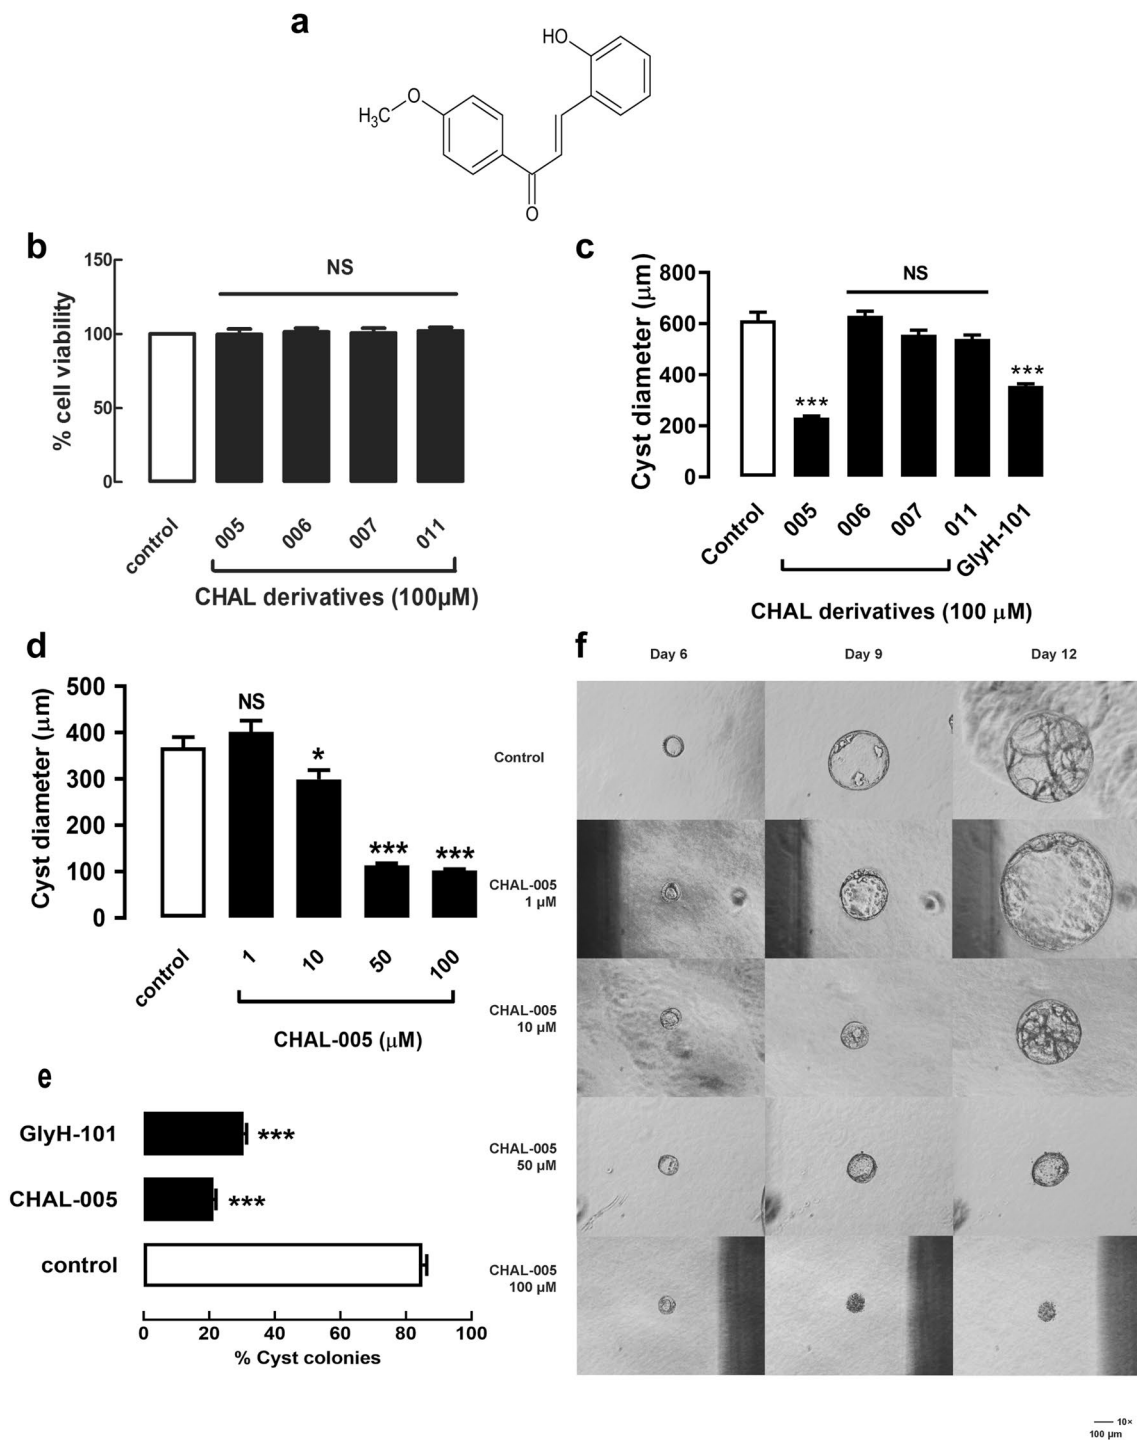 a
HO
O
H3C
O
b
150
100
50
0
% cell viability
NS
control
005
006
007
011
CHAL derivatives (100µM)
c
800
600
400
200
0
Cyst diameter (µm)
NS
***
***
Control
005
006
007
011
GlyH-101
CHAL derivatives (100 µM)
d
500
400
300
200
100
0
Cyst diameter (µm)
NS
*
***
***
control
1
10
50
100
CHAL-005 (µM)
e
GlyH-101
***
CHAL-005
***
control
0 20 40 60 80 100
% Cyst colonies
f
Day 6 Day 9 Day 12
Control
CHAL-005
1 µM
CHAL-005
10 µM
CHAL-005
50 µM
CHAL-005
100 µM
10×
100 µm